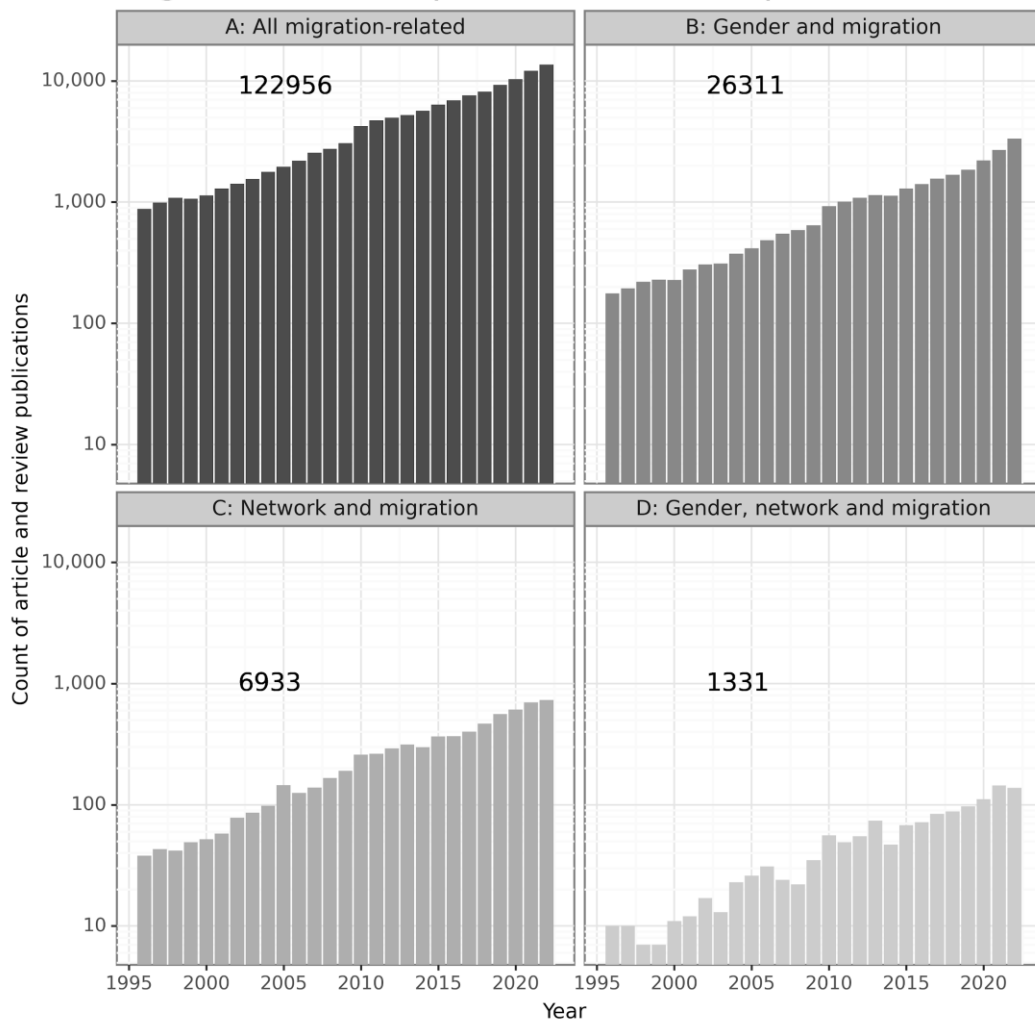 A: All migration-related
B: Gender and migration
10,000
122956
26311
1,000
100
10
C: Network and migration
D: Gender, network and migration
10,000
6933
1331
1,000
100
10
1995 2000 2005 2010 2015 2020
1995 2000 2005 2010 2015 2020
Year
Count of article and review publications